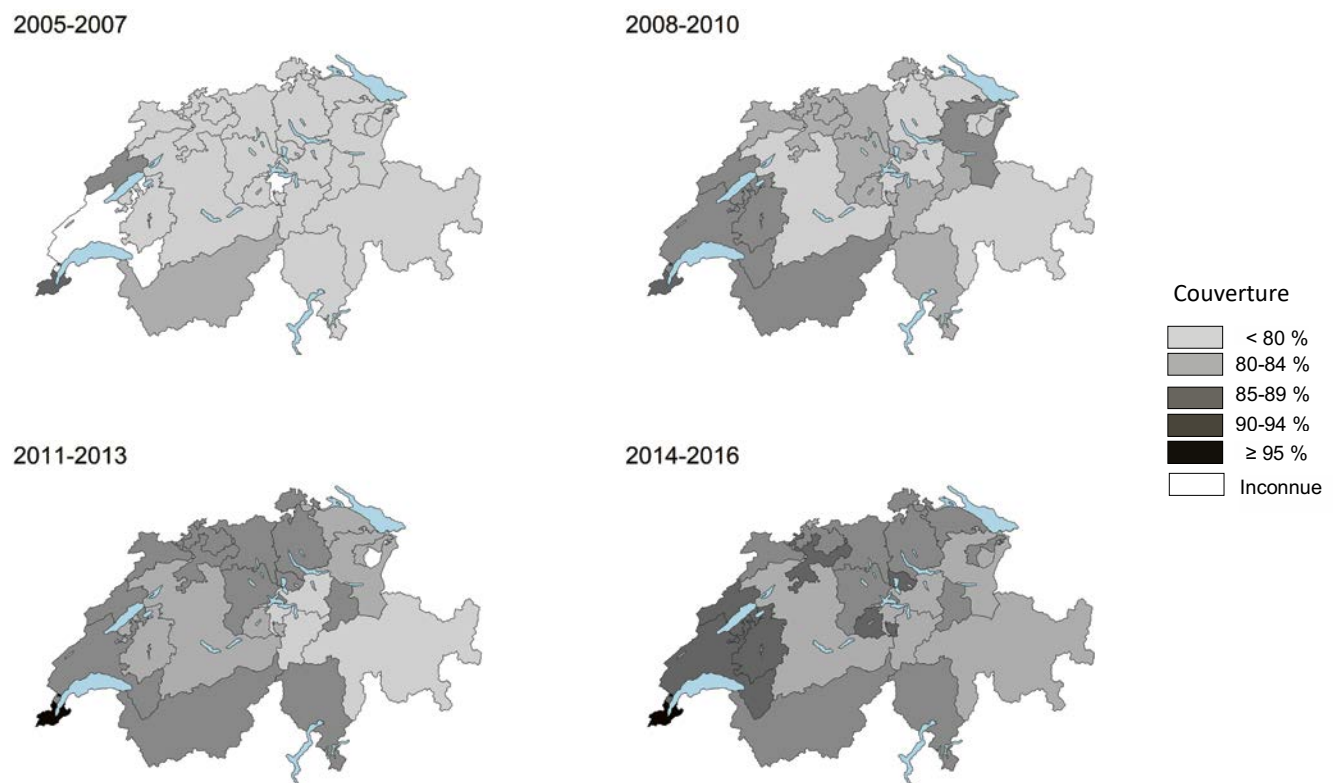 2005-2007
2008-2010
Couverture
< 80 %
80-84 %
85-89 %
90-94 %
≥ 95 %
Inconnue
2011-2013
2014-2016